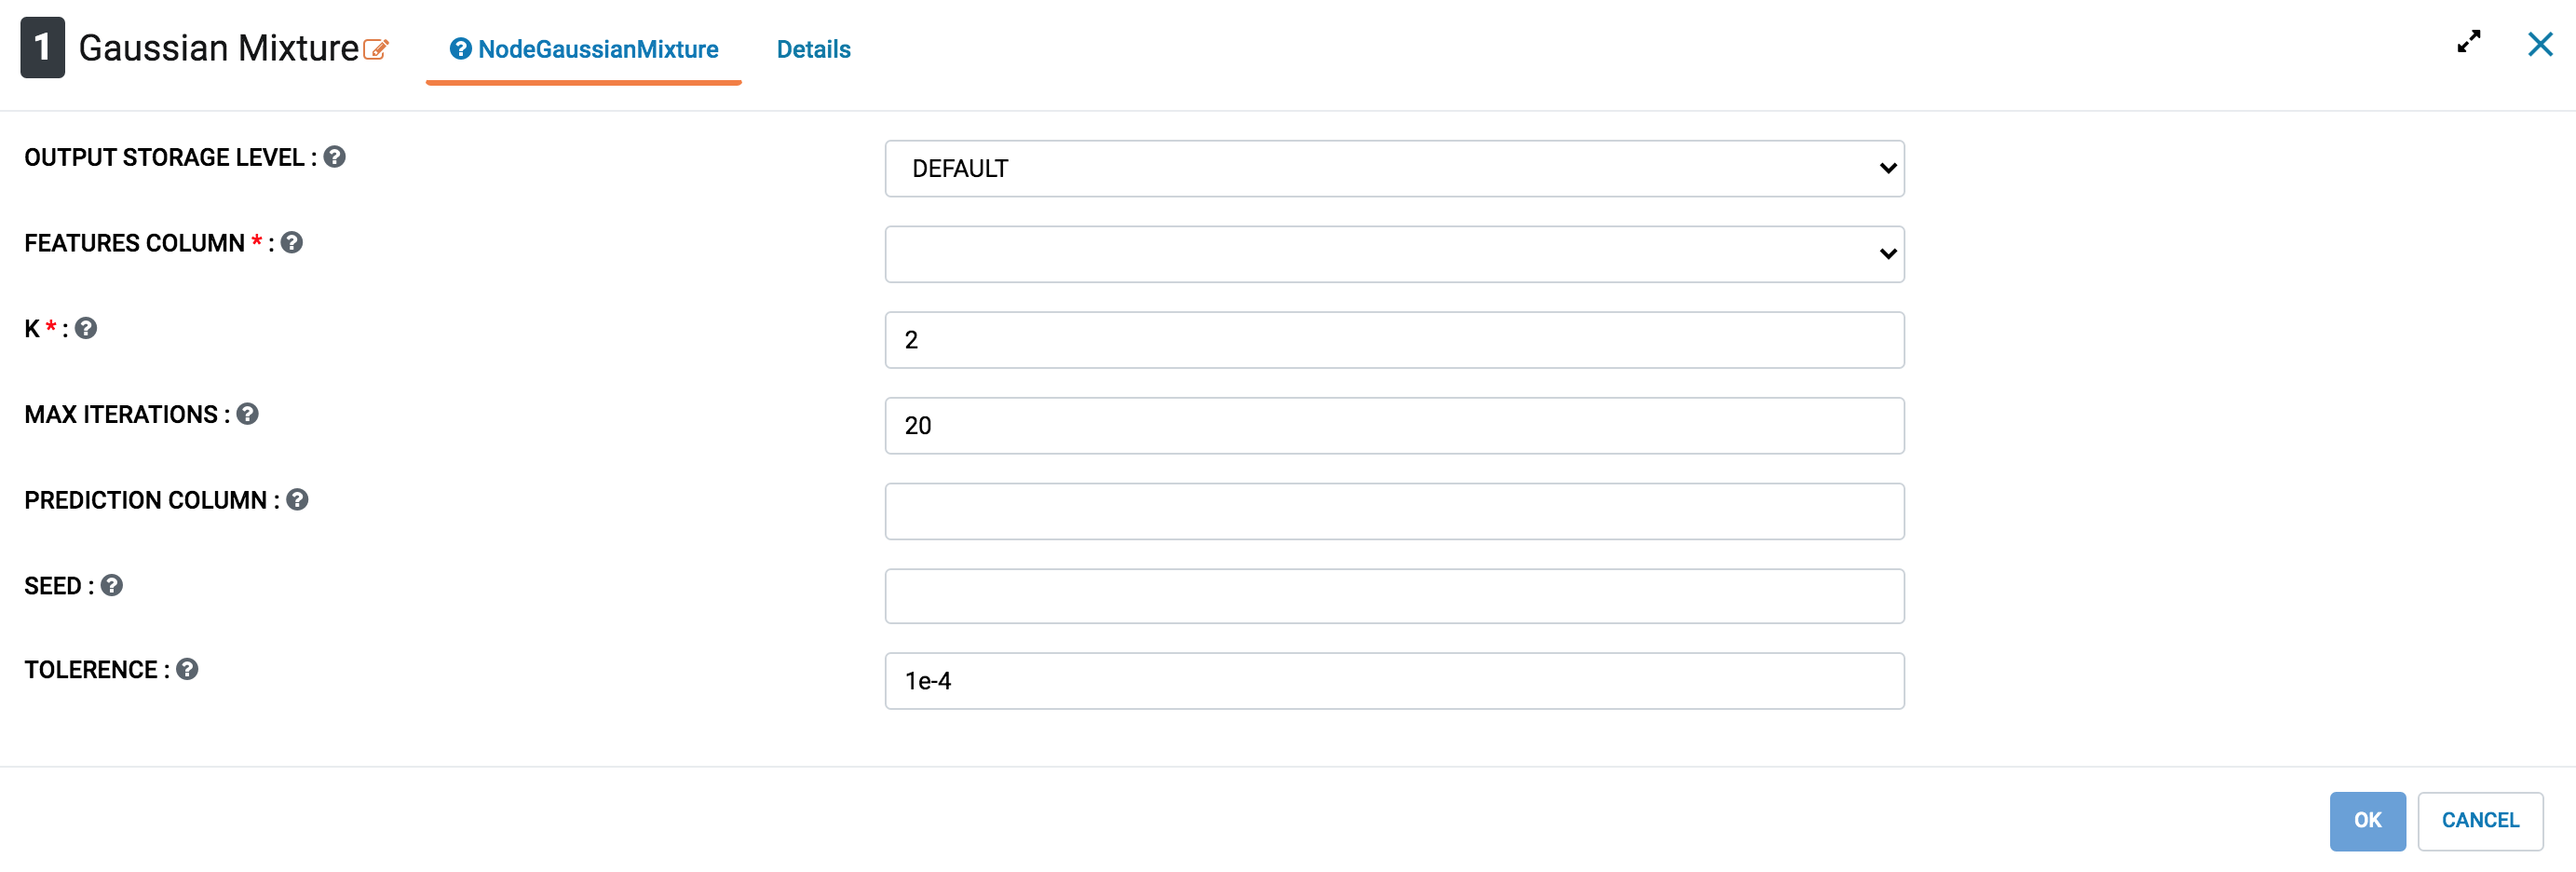 1 Gaussian Mixture NodeGaussianMixture Details
OUTPUT STORAGE LEVEL : DEFAULT
FEATURES COLUMN * :
K * : 2
MAX ITERATIONS : 20
PREDICTION COLUMN :
SEED :
TOLERENCE : 1e-4
OK CANCEL